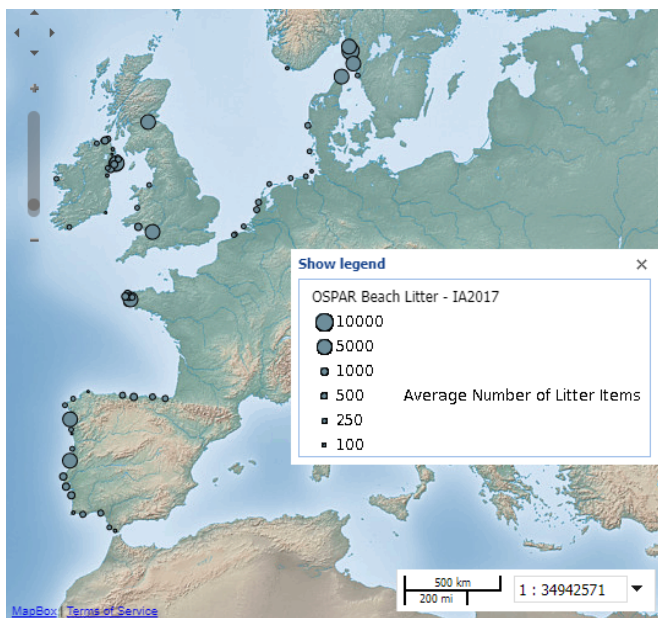 Show legend
OSPAR Beach Litter - IA2017
10000
5000
1000
500 Average Number of Litter Items
250
100
500 km
200 mi
1 : 34942571
MapBox | Terms of Service